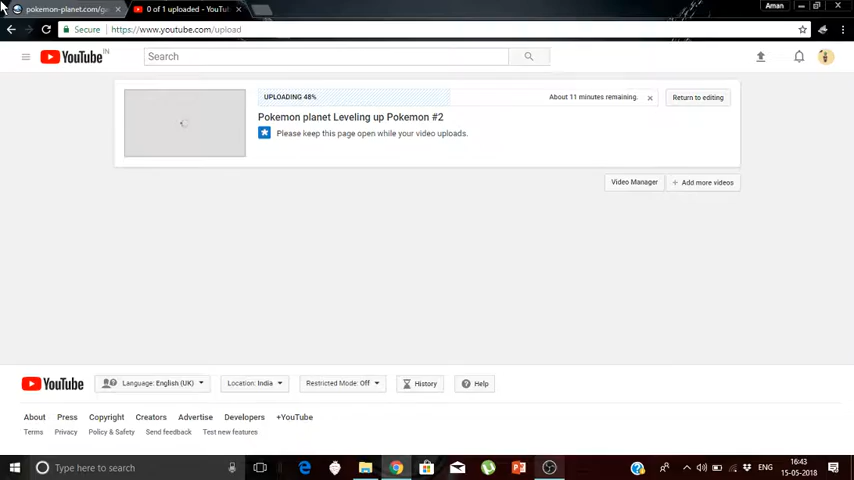 pokemon-planet.com/g
0 of 1 uploaded - YouTu
Aman
Secure
https://www.youtube.com/upload
YouTube IN
Search
UPLOADING 48%
About 11 minutes remaining.
Return to editing
Pokemon planet Leveling up Pokemon #2
Please keep this page open while your video uploads.
Video Manager
+ Add more videos
YouTube
Language: English (UK)
Location: India
Restricted Mode: Off
History
Help
About Press Copyright Creators Advertise Developers +YouTube
Terms Privacy Policy & Safety Send feedback Test new features
Type here to search
ENG
16:43
15-05-2018